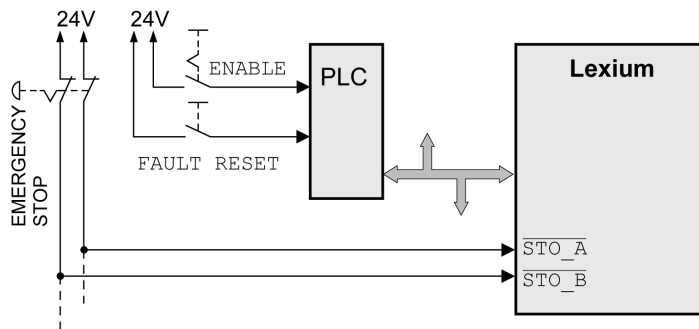 24V 24V
ENABLE
PLC
Lexium
FAULT RESET
EMERGENCY
STOP
STO_A
STO_B